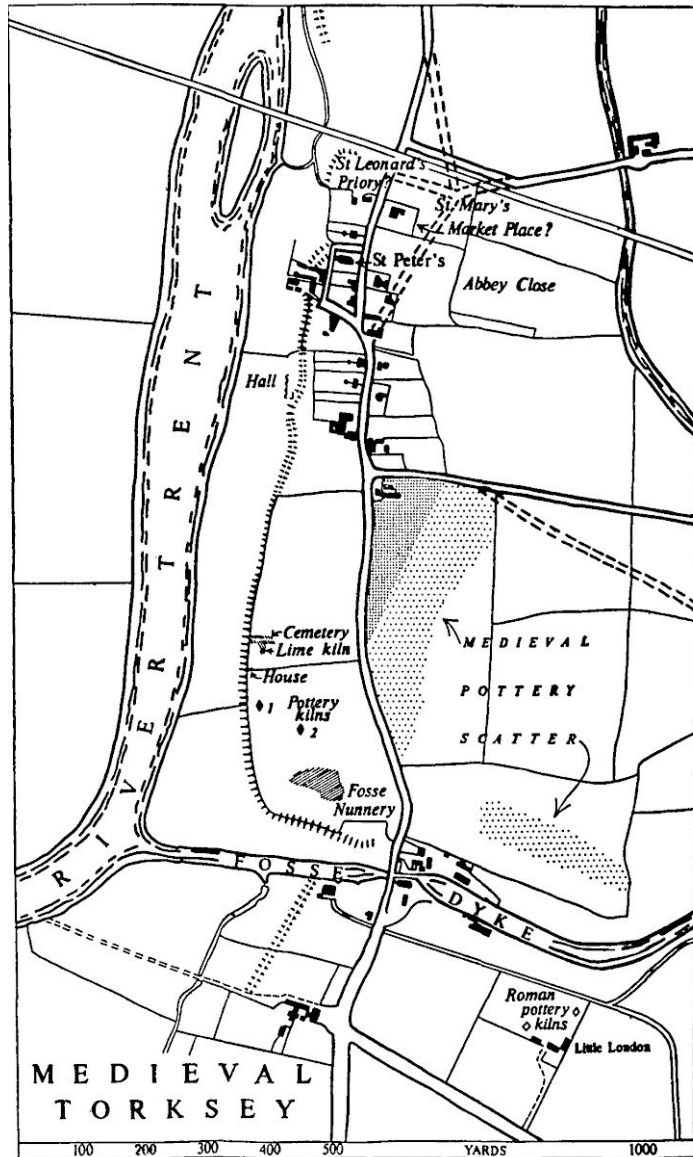 St Leonard's
Priory?
St. Mary's
Market Place?
St Peter's
Abbey Close
Hall
RIVER TRENT
Cemetery
Lime kiln
House
1 Pottery
kilns
2
MEDIEVAL
POTTERY
SCATTER
Fosse
Nunnery
FOSSE DYKE
Roman
pottery
kilns
Little London
MEDIEVAL
TORKSEY
100 200 300 400 500 YARDS 1000